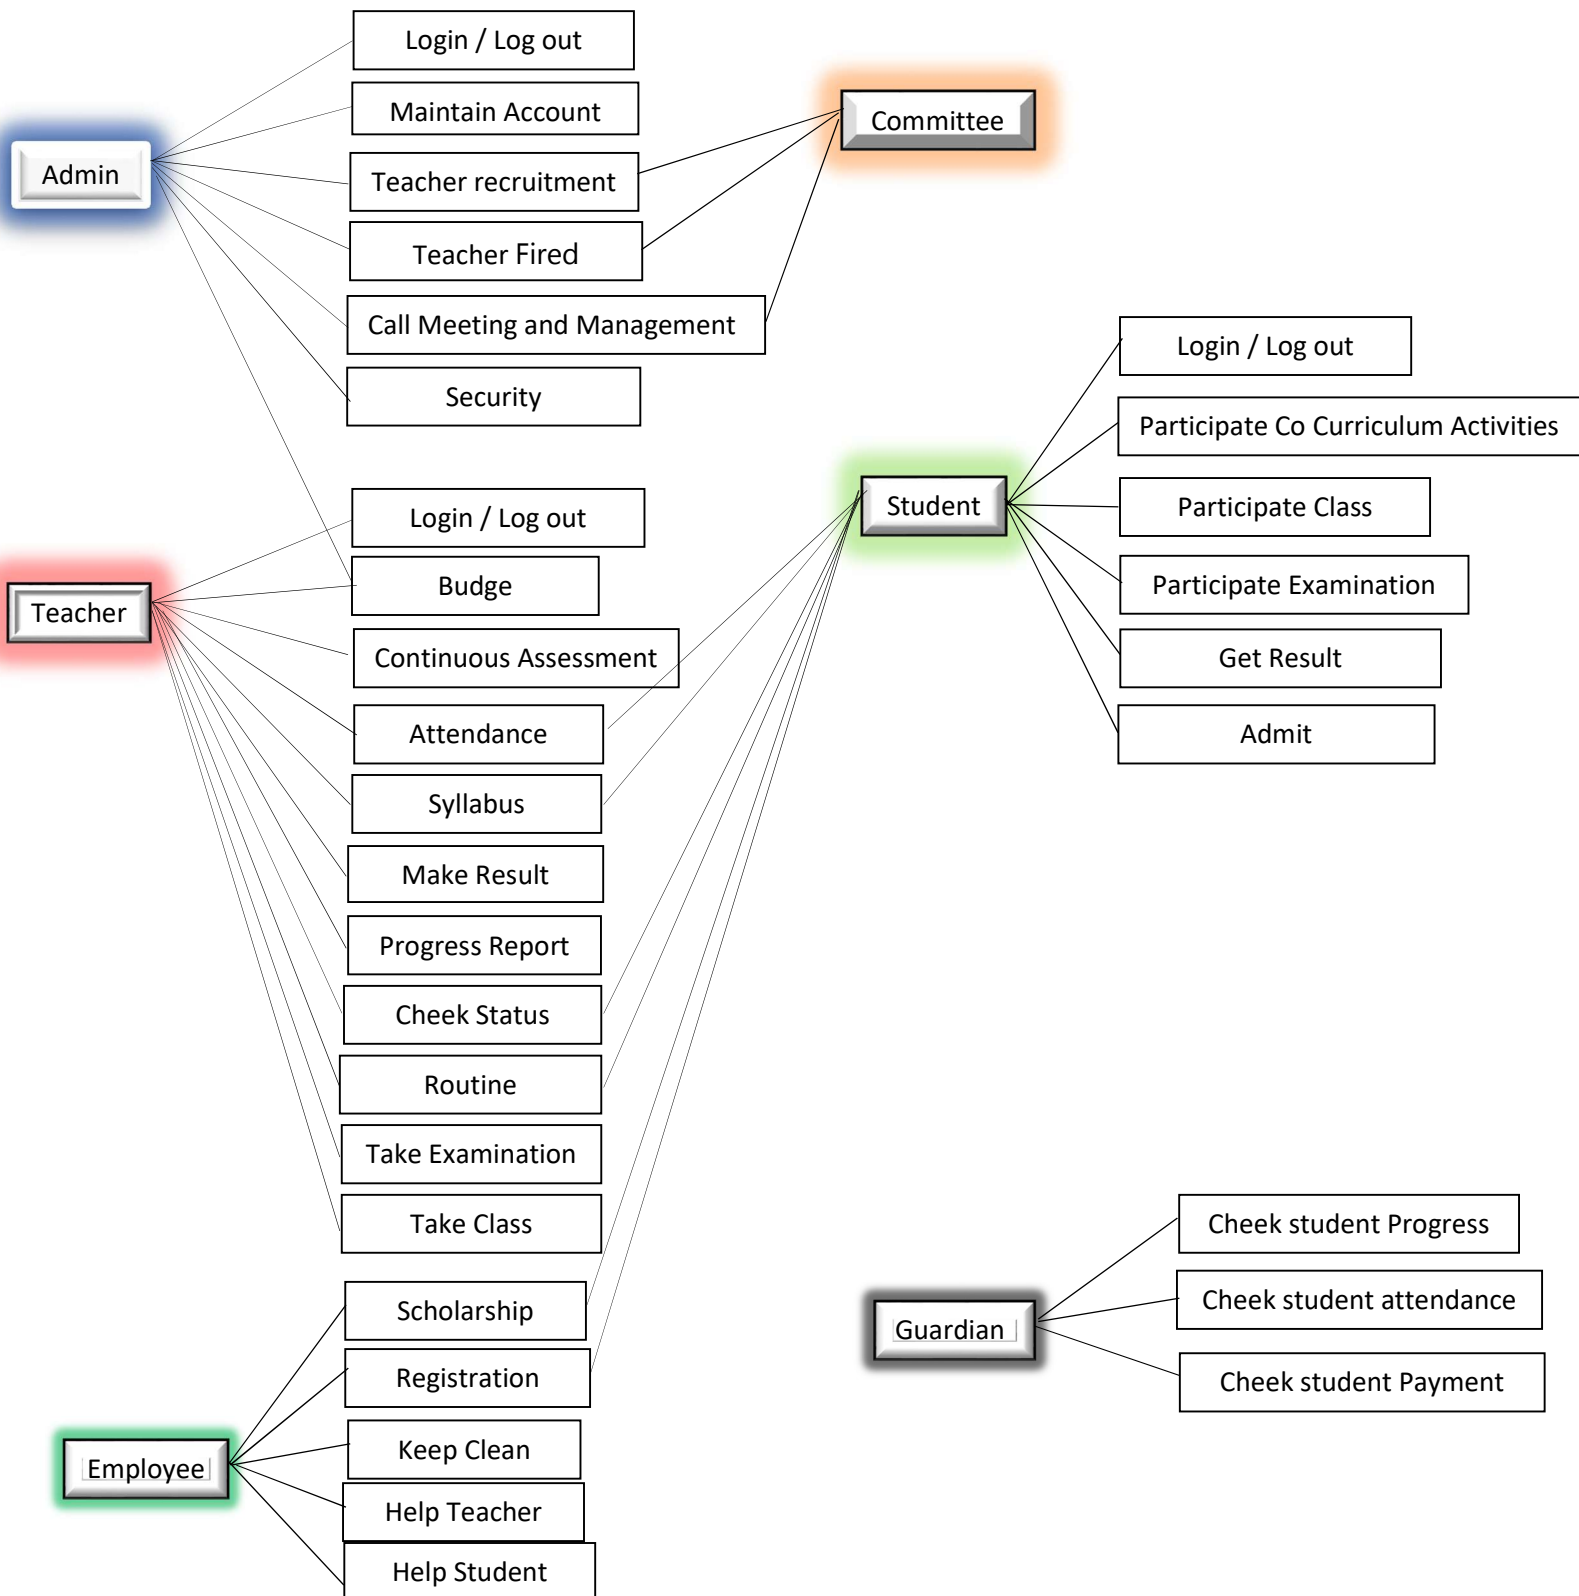 Login / Log out
Maintain Account
Committee
Admin
Teacher recruitment
Teacher Fired
Call Meeting and Management
Security
Login / Log out
Participate Co Curriculum Activities
Student
Participate Class
Participate Examination
Get Result
Admit
Login / Log out
Budge
Teacher
Continuous Assessment
Attendance
Syllabus
Make Result
Progress Report
Cheek Status
Routine
Take Examination
Take Class
Cheek student Progress
Cheek student attendance
Guardian
Cheek student Payment
Scholarship
Registration
Keep Clean
Employee
Help Teacher
Help Student